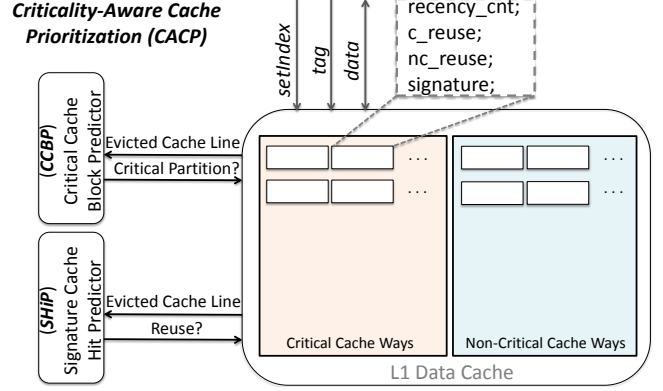 Criticality-Aware Cache
Prioritization (CACP)
recency_cnt;
c_reuse;
nc_reuse;
signature;
setIndex
tag
data
(CCBP)
Critical Cache
Block Predictor
Evicted Cache Line
Critical Partition?
(SHiP)
Signature Cache
Hit Predictor
Evicted Cache Line
Reuse?
... ...
... ...
Critical Cache Ways
Non-Critical Cache Ways
L1 Data Cache